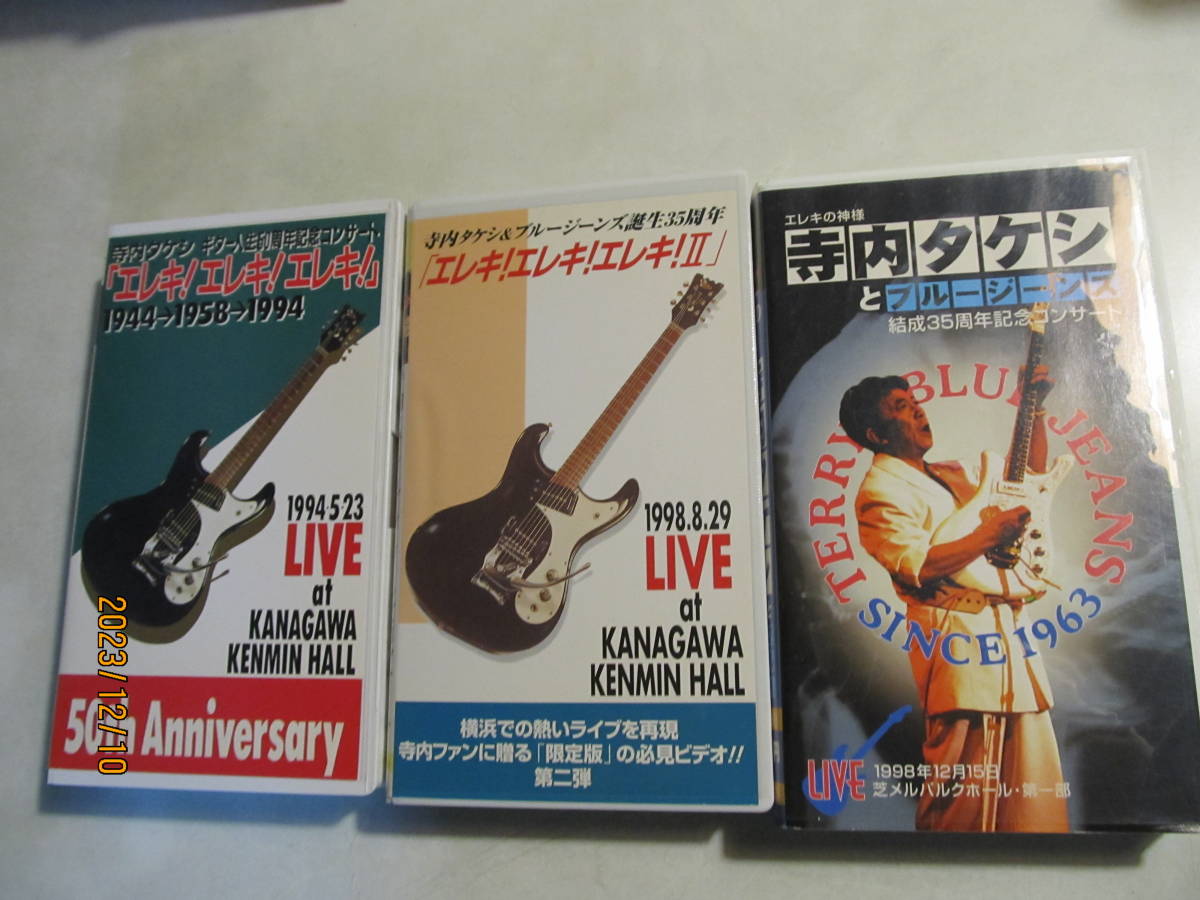 寺内タケシ ギター人生50周年記念コンサート
「エレキ!エレキ!エレキ!」
1944→1958→1994
1994·5·23
LIVE
at
KANAGAWA
KENMIN HALL
50th Anniversary
2023/12/10
寺内タケシ&ブルージーンズ誕生35周年
「エレキ!エレキ!エレキ!II」
1998.8.29
LIVE
at
KANAGAWA
KENMIN HALL
横浜での熱いライブを再現
寺内ファンに贈る「限定版」の必見ビデオ!!
第二弾
エレキの神様
寺内タケシ
とブルージーンズ
結成35周年記念コンサート
TERRY BLUE JEANS
SINCE 1963
LIVE
1998年12月15日
芝メルパルクホール・第一部